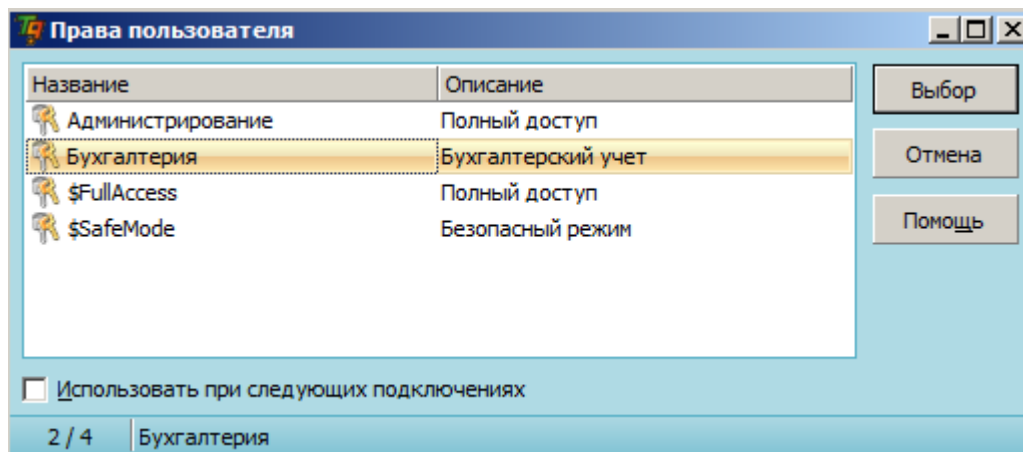 Права пользователя
Название Описание Выбор
Администрирование Полный доступ
Бухгалтерия Бухгалтерский учет Отмена
$FullAccess Полный доступ
$SafeMode Безопасный режим Помощь
Использовать при следующих подключениях
2 / 4 Бухгалтерия